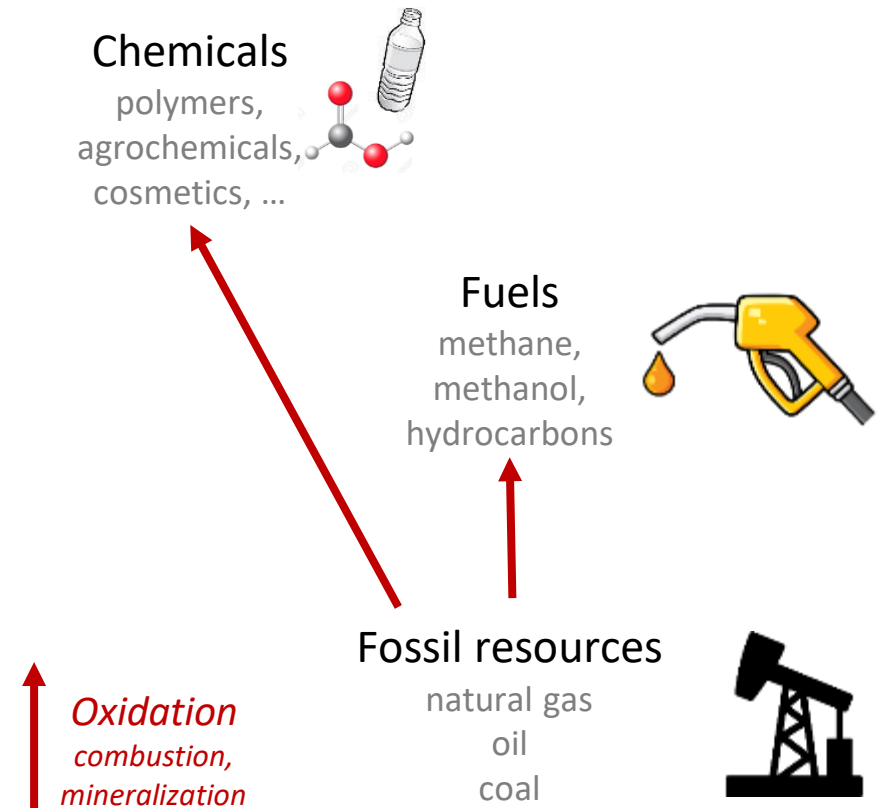 Chemicals
polymers,
agrochemicals,
cosmetics, …
Fuels
methane,
methanol,
hydrocarbons
Fossil resources
natural gas
oil
coal
Oxidation
combustion,
mineralization